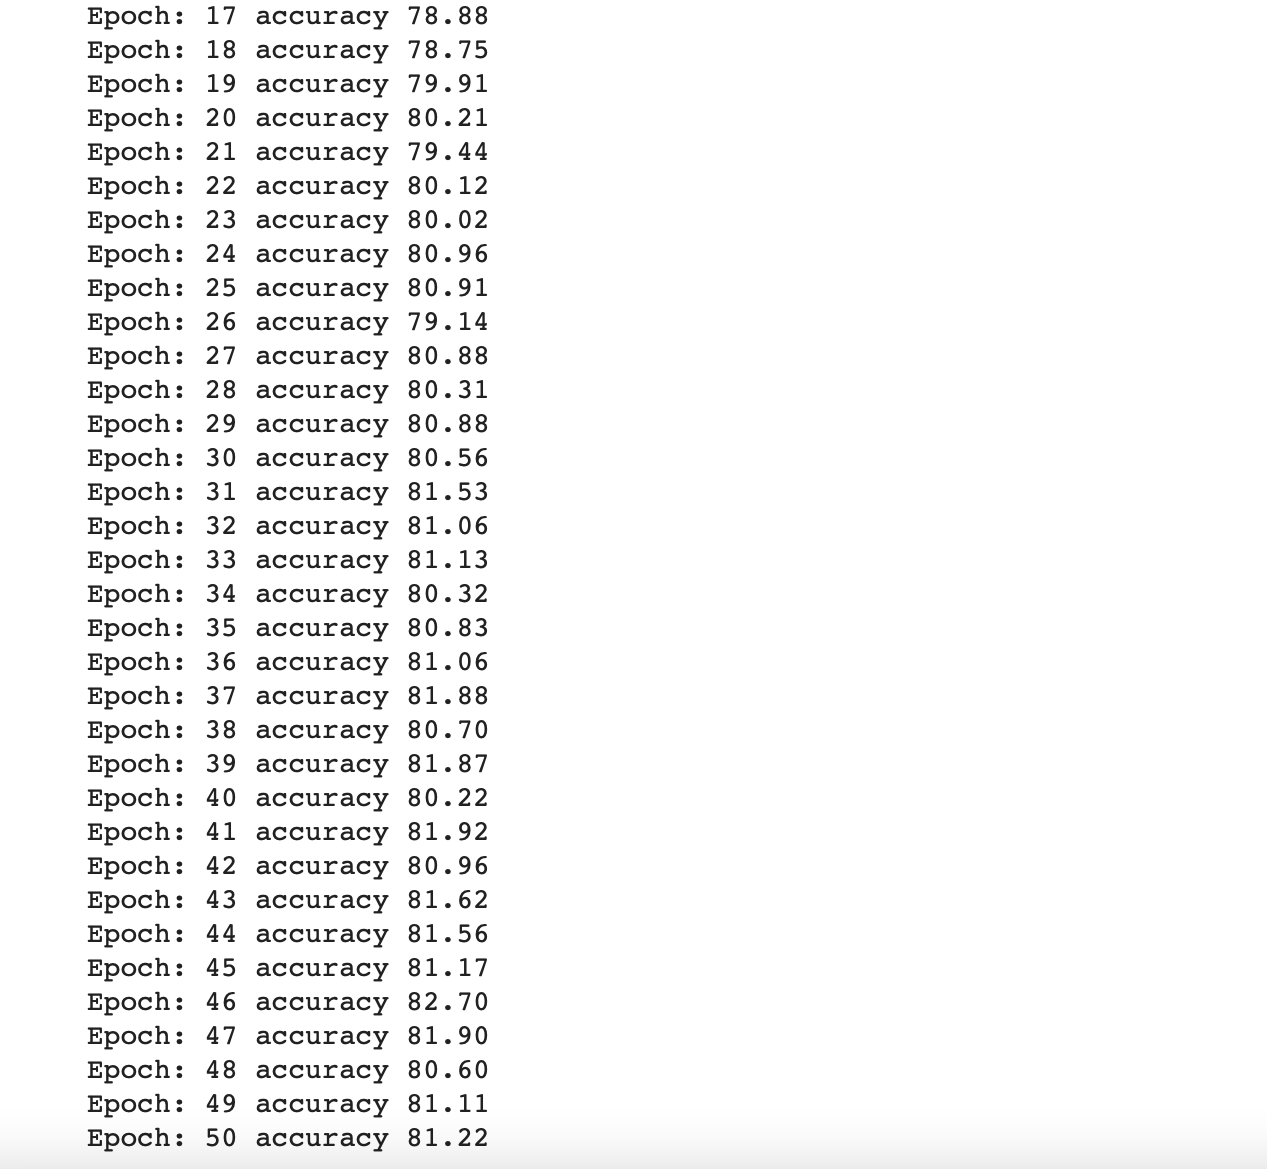 Epoch: 17 accuracy 78.88
Epoch: 18 accuracy 78.75
Epoch: 19 accuracy 79.91
Epoch: 20 accuracy 80.21
Epoch: 21 accuracy 79.44
Epoch: 22 accuracy 80.12
Epoch: 23 accuracy 80.02
Epoch: 24 accuracy 80.96
Epoch: 25 accuracy 80.91
Epoch: 26 accuracy 79.14
Epoch: 27 accuracy 80.88
Epoch: 28 accuracy 80.31
Epoch: 29 accuracy 80.88
Epoch: 30 accuracy 80.56
Epoch: 31 accuracy 81.53
Epoch: 32 accuracy 81.06
Epoch: 33 accuracy 81.13
Epoch: 34 accuracy 80.32
Epoch: 35 accuracy 80.83
Epoch: 36 accuracy 81.06
Epoch: 37 accuracy 81.88
Epoch: 38 accuracy 80.70
Epoch: 39 accuracy 81.87
Epoch: 40 accuracy 80.22
Epoch: 41 accuracy 81.92
Epoch: 42 accuracy 80.96
Epoch: 43 accuracy 81.62
Epoch: 44 accuracy 81.56
Epoch: 45 accuracy 81.17
Epoch: 46 accuracy 82.70
Epoch: 47 accuracy 81.90
Epoch: 48 accuracy 80.60
Epoch: 49 accuracy 81.11
Epoch: 50 accuracy 81.22